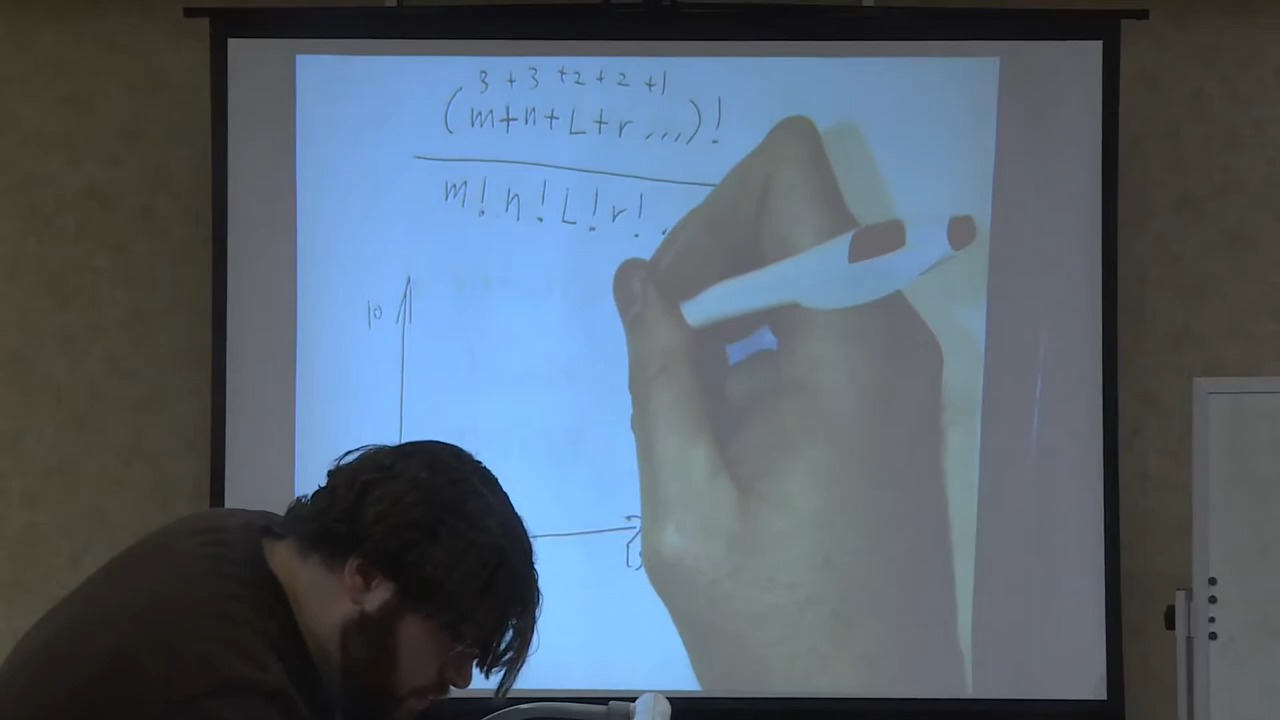 3 + 3 + 2 + 2 + 1
(m + n + L + r ...)!
m! n! L! r! .
10